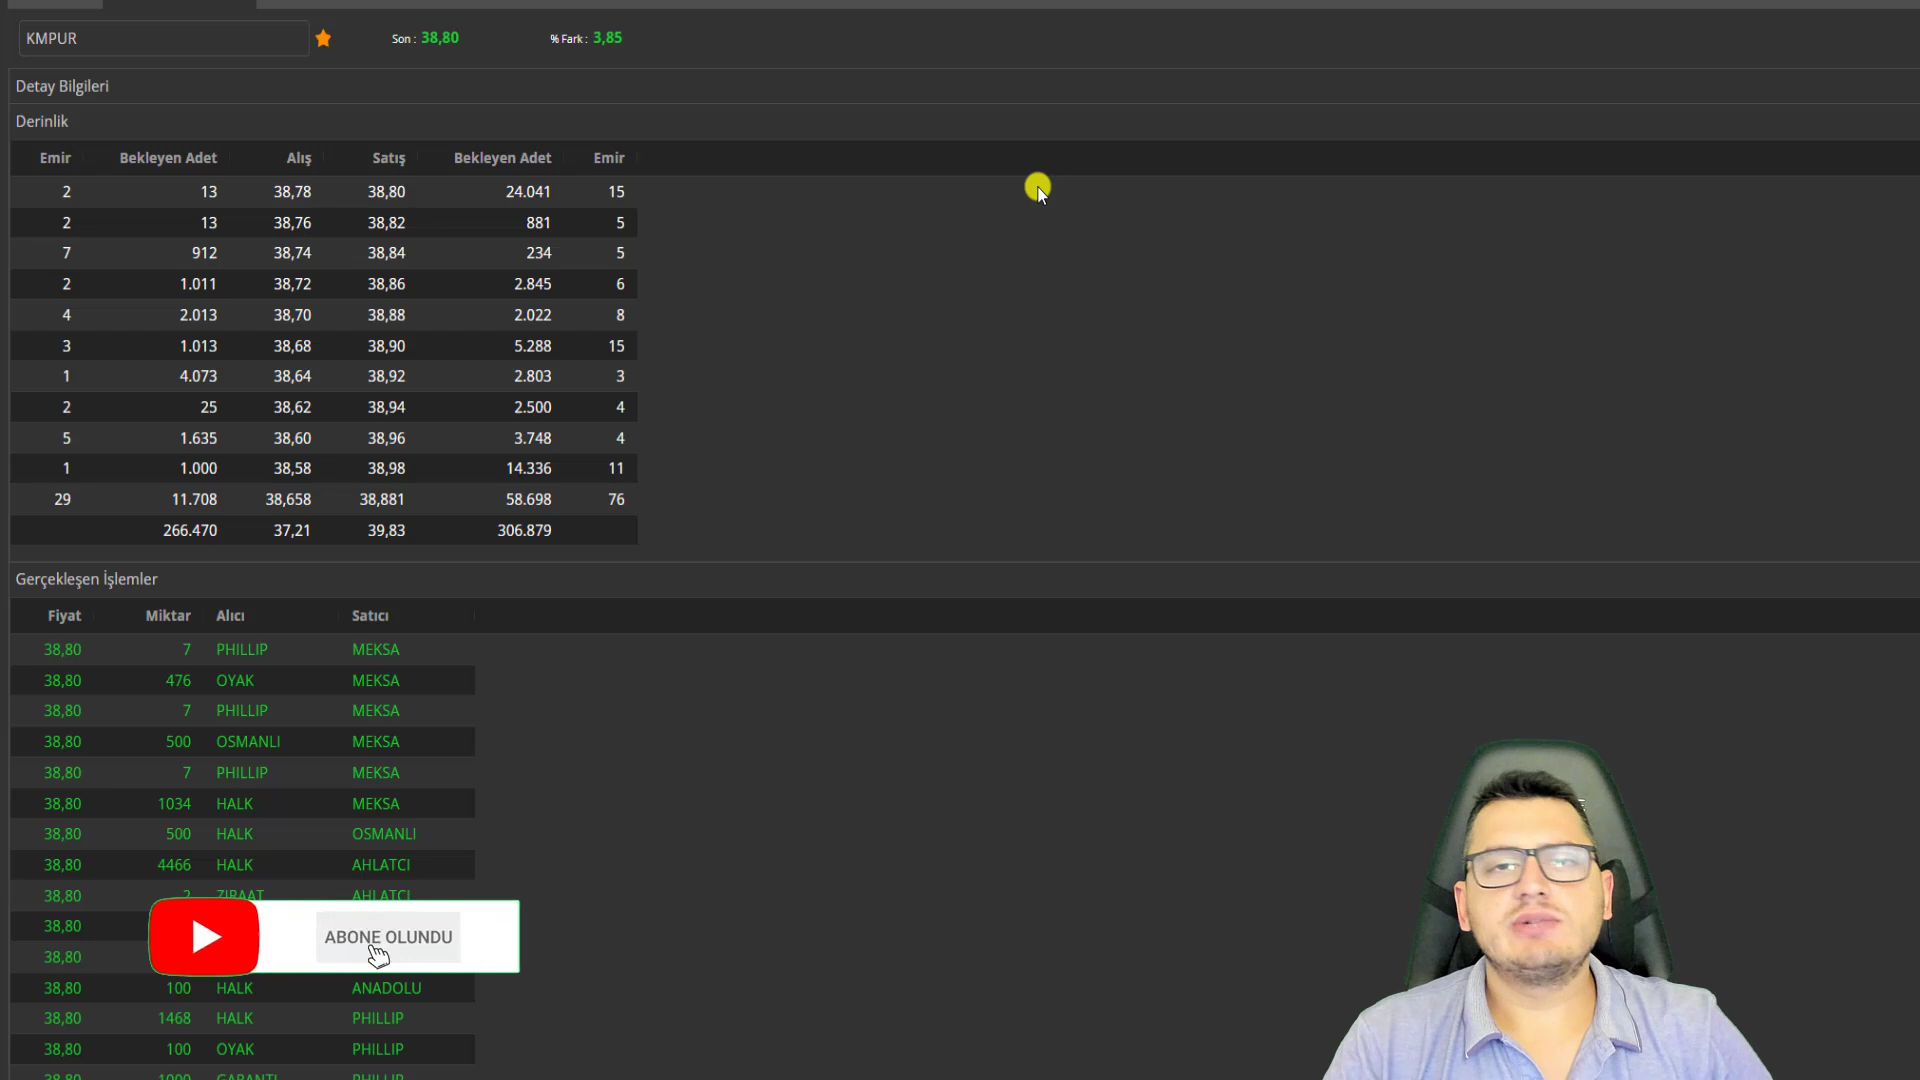 KMPUR Son : 38,80 % Fark : 3,85
Detay Bilgileri
Derinlik
Emir Bekleyen Adet Alış Satış Bekleyen Adet Emir
2 13 38,78 38,80 24.041 15
2 13 38,76 38,82 881 5
7 912 38,74 38,84 234 5
2 1.011 38,72 38,86 2.845 6
4 2.013 38,70 38,88 2.022 8
3 1.013 38,68 38,90 5.288 15
1 4.073 38,64 38,92 2.803 3
2 25 38,62 38,94 2.500 4
5 1.635 38,60 38,96 3.748 4
1 1.000 38,58 38,98 14.336 11
29 11.708 38,658 38,881 58.698 76
266.470 37,21 39,83 306.879
Gerçekleşen İşlemler
Fiyat Miktar Alıcı Satıcı
38,80 7 PHILLIP MEKSA
38,80 476 OYAK MEKSA
38,80 7 PHILLIP MEKSA
38,80 500 OSMANLI MEKSA
38,80 7 PHILLIP MEKSA
38,80 1034 HALK MEKSA
38,80 500 HALK OSMANLI
38,80 4466 HALK AHLATCI
38,80 2 ZIRAAT AHLATCI
38,80
ABONE OLUNDU
38,80
38,80 100 HALK ANADOLU
38,80 1468 HALK PHILLIP
38,80 100 OYAK PHILLIP
38,80 1000 GARANTI PHILLIP